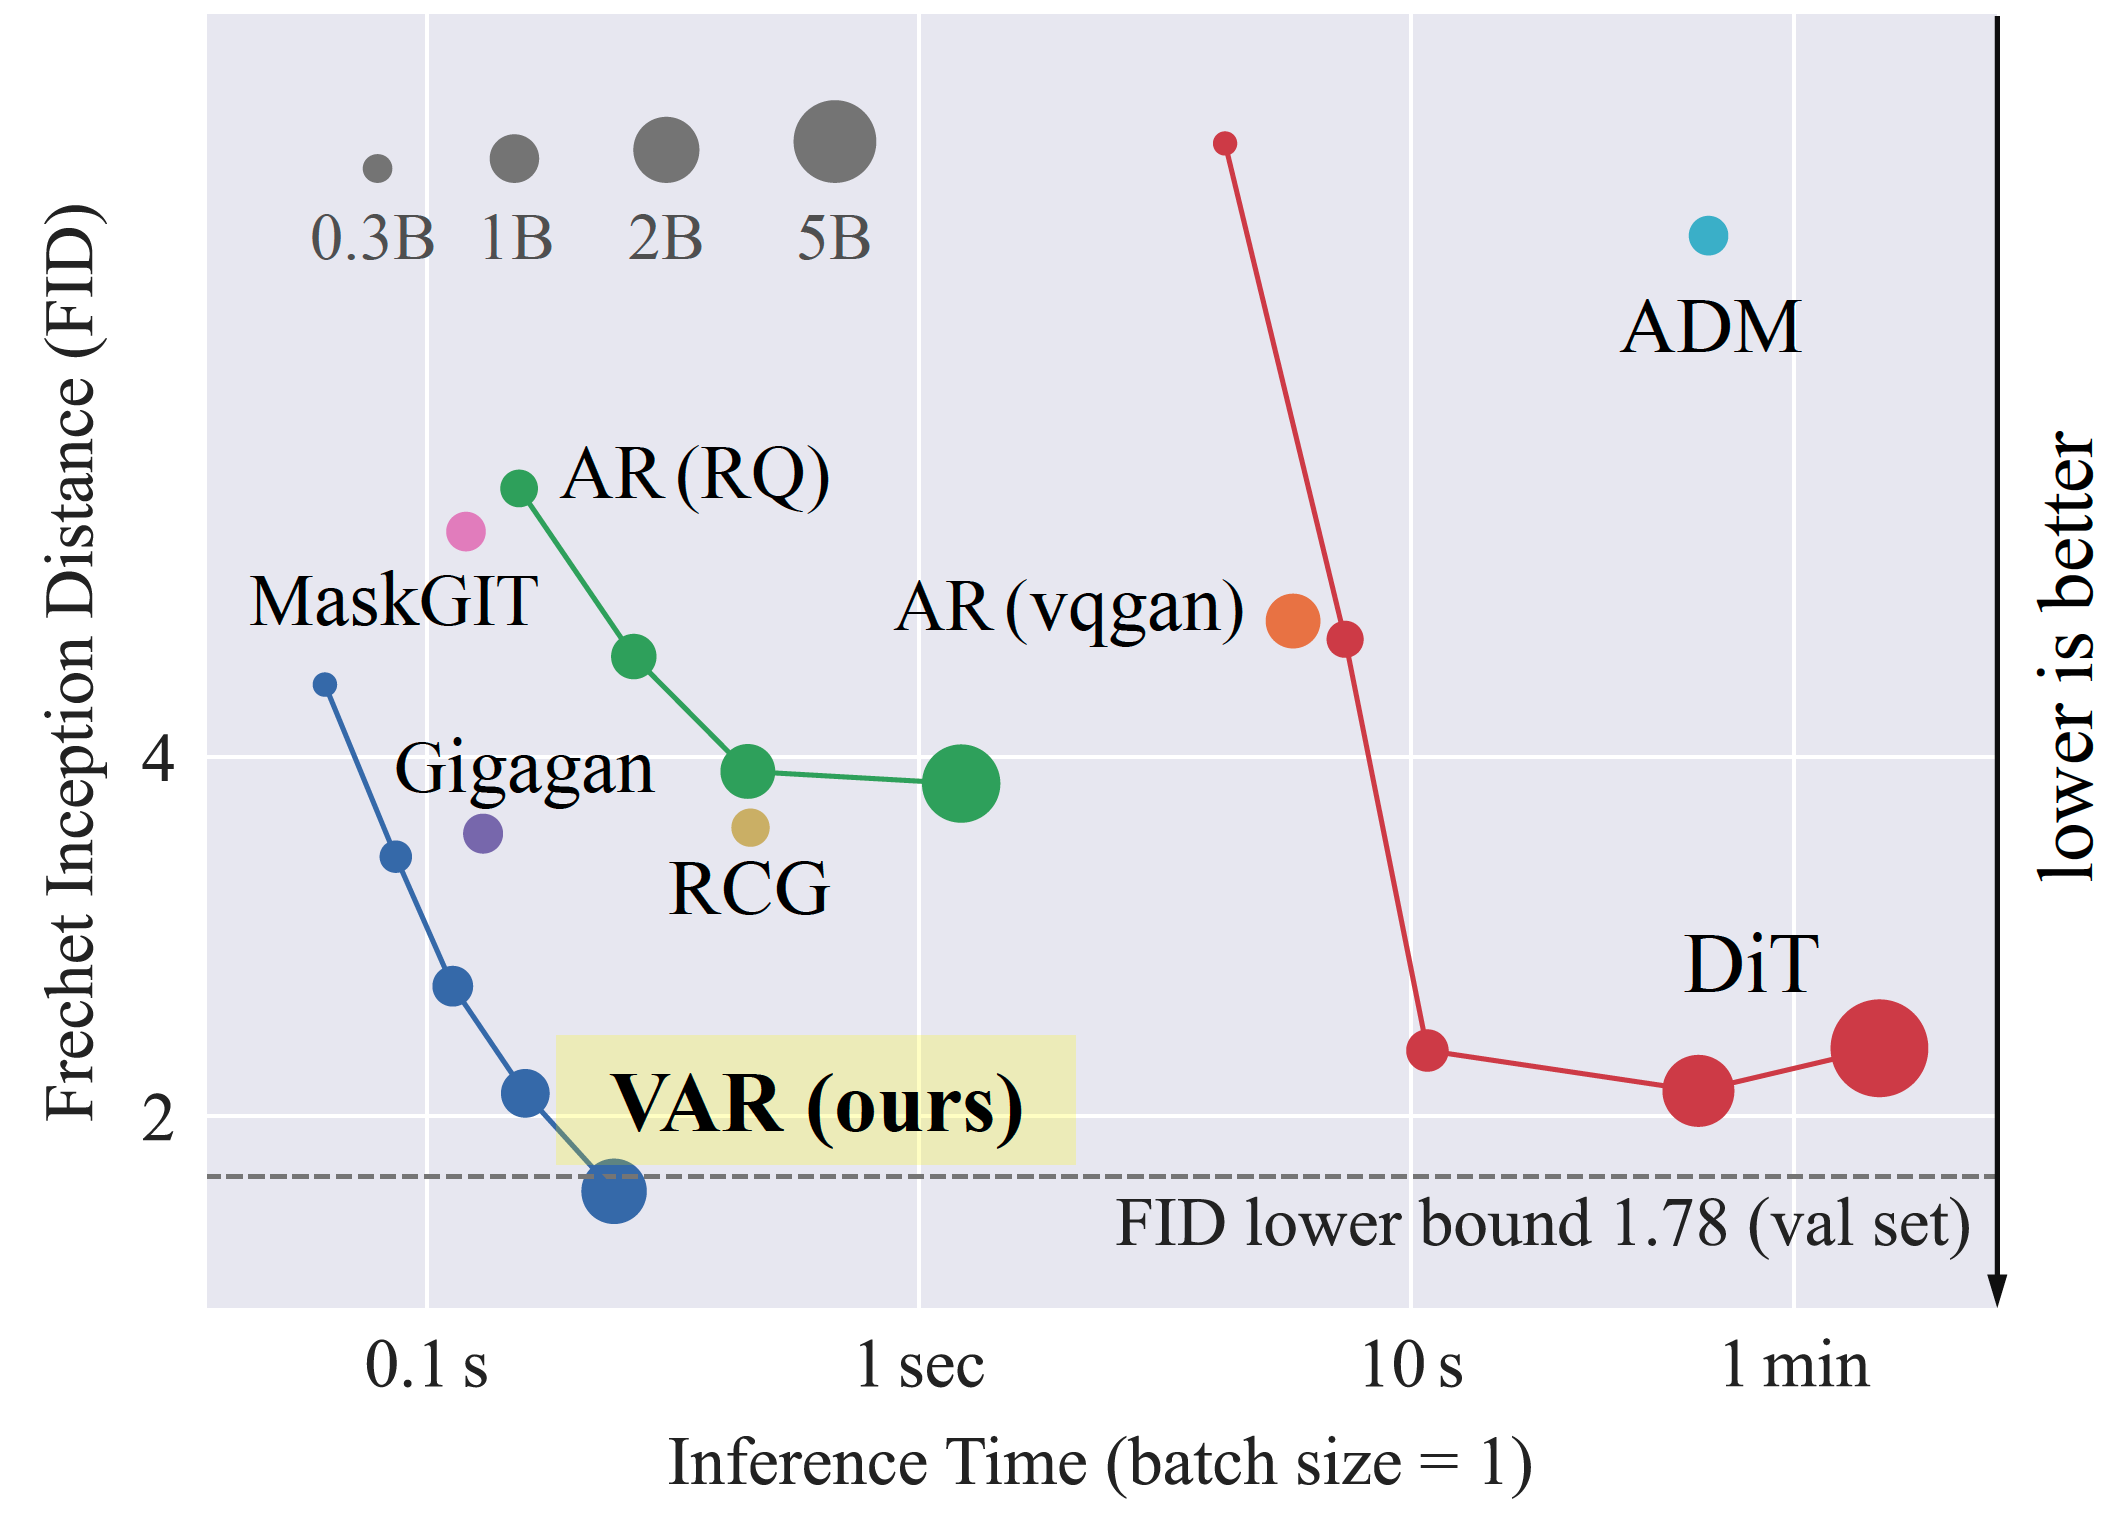 Frechet Inception Distance (FID)
0.3B 1B 2B 5B
ADM
AR (RQ)
MaskGIT
AR (vqgan)
4
Gigagan
RCG
DiT
2
VAR (ours)
FID lower bound 1.78 (val set)
lower is better
0.1 s 1 sec 10 s 1 min
Inference Time (batch size = 1)